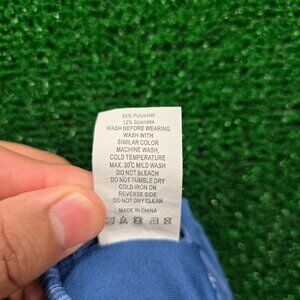 88% Polyester
12% Spandex
WASH BEFORE WEARING
WASH WITH
SIMILAR COLOR
MACHINE WASH,
COLD TEMPERATURE
MAX. 30℃ MILD WASH
DO NOT BLEACH
DO NOT TUMBLE DRY
COLD IRON ON
REVERSE SIDE
DO NOT DRY CLEAN
MADE IN CHINA